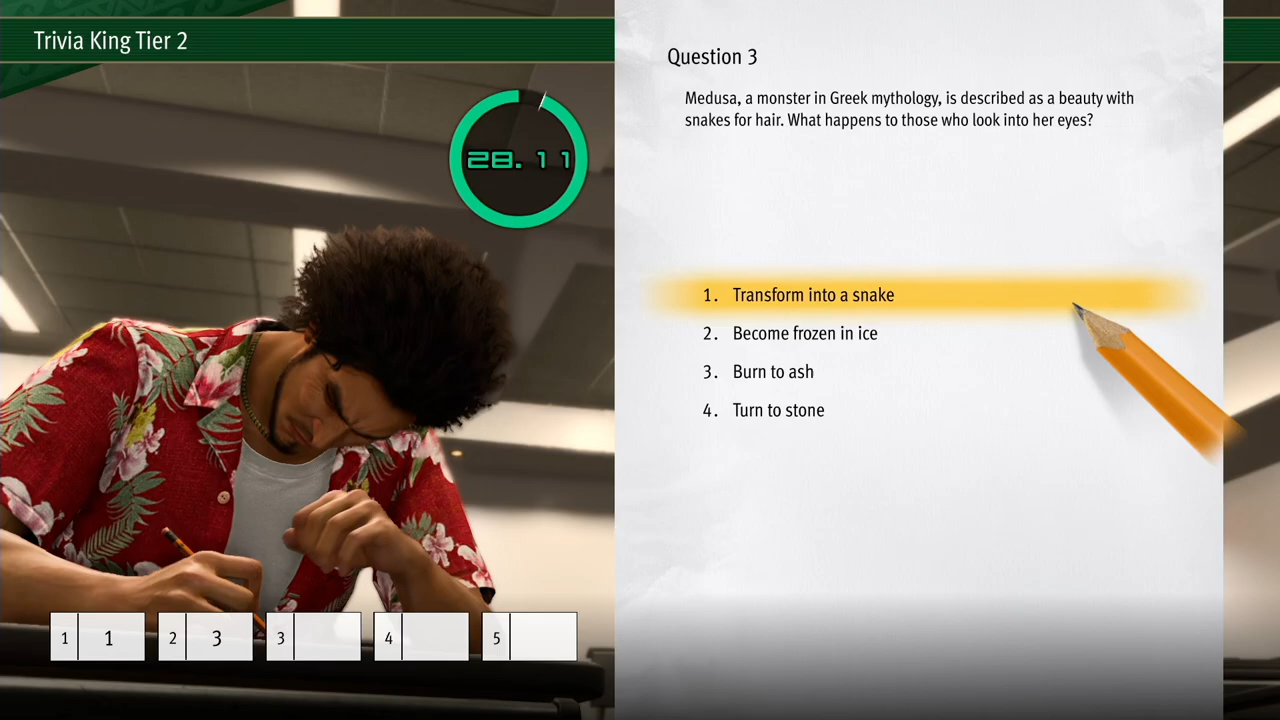 Trivia King Tier 2
28.11
Question 3
Medusa, a monster in Greek mythology, is described as a beauty with
snakes for hair. What happens to those who look into her eyes?
1. Transform into a snake
2. Become frozen in ice
3. Burn to ash
4. Turn to stone
1 1 2 3 3 4 5